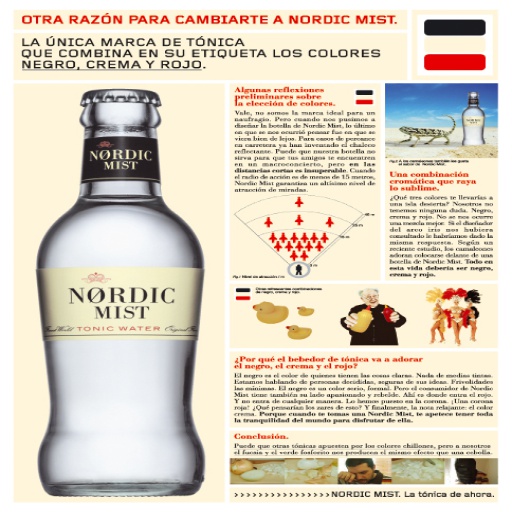 OTRA RAZÓN PARA CAMBIARTE A NORDIC MIST.
LA ÚNICA MARCA DE TÓNICA
QUE COMBINA EN SU ETIQUETA LOS COLORES
NEGRO, CREMA Y ROJO.
NØRDIC
MIST
NØRDIC
MIST
TONIC WATER
Algunas reflexiones
preliminares sobre
la elección de colores.
Vale, no somos la marca ideal para un
naufragio. Pero cuando nos pusimos a
diseñar la botella de Nordic Mist, lo último
en que se nos ocurrió pensar fue en que se
viera bien de lejos. Para casos de percance
en carretera ya han inventado el chaleco
reflectante. Puede que nuestra botella no
sirva para que tus amigos te encuentren
en un macroconcierto, pero en las
distancias cortas es insuperable. Cuando
el radio de acción es de menos de 15 metros,
Nordic Mist garantiza un altísimo nivel de
atracción de miradas.
Una combinación
cromática que raya
lo sublime.
¿Qué tres colores te llevarías a
una isla desierta? Nosotros no
tenemos ninguna duda. Negro,
crema y rojo. No se nos ocurre
una mezcla mejor. Si el diseñador
del arco iris nos hubiera
consultado le habríamos dado la
misma respuesta. Según un
reciente estudio, los camaleones
adoran colocarse delante de una
botella de Nordic Mist. Todo en
esta vida debería ser negro,
crema y rojo.
Otras combinaciones
de negro, crema y rojo.
¿Por qué el bebedor de tónica va a adorar
el negro, el crema y el rojo?
El negro es el color de quienes tienen las cosas claras. Nada de medias tintas.
Estamos hablando de personas decididas, seguras de sus ideas. Frivolidades
las mínimas. El negro es un color serio, formal. Pero el consumidor de Nordic
Mist tiene también su lado apasionado y rebelde. Ahí es donde entra el rojo.
Y no entra de cualquier manera. Lo hemos puesto en la corona. ¡Una corona
roja! ¿Qué pensarían los zares de esto? Y finalmente, la nota relajante: el color
crema. Porque cuando te tomas una Nordic Mist, te apetece tener toda
la tranquilidad del mundo para disfrutar de ella.
Conclusión.
Puede que otras tónicas apuesten por los colores chillones, pero a nosotros
el fucsia y el verde fosforito nos producen el mismo efecto que una cebolla.
>>>>>>>>>>>>>>>>>NORDIC MIST. La tónica de ahora.